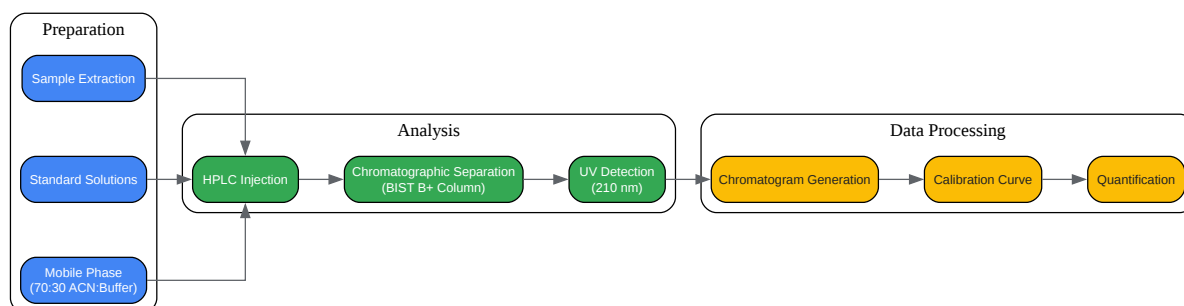 Preparation
Sample Extraction
Standard Solutions
Mobile Phase
(70:30 ACN:Buffer)
Analysis
HPLC Injection
Chromatographic Separation
(BIST B+ Column)
UV Detection
(210 nm)
Data Processing
Chromatogram Generation
Calibration Curve
Quantification